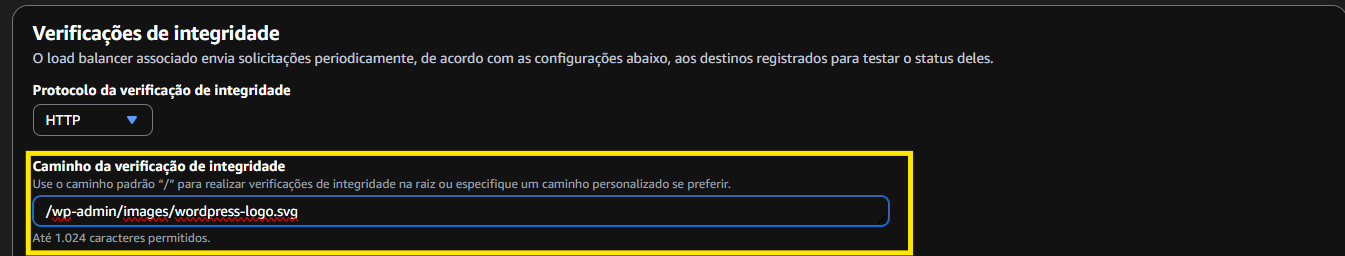 Verificações de integridade
O load balancer associado envia solicitações periodicamente, de acordo com as configurações abaixo, aos destinos registrados para testar o status deles.
Protocolo da verificação de integridade
HTTP
Caminho da verificação de integridade
Use o caminho padrão “/” para realizar verificações de integridade na raiz ou especifique um caminho personalizado se preferir.
/wp-admin/images/wordpress-logo.svg
Até 1.024 caracteres permitidos.